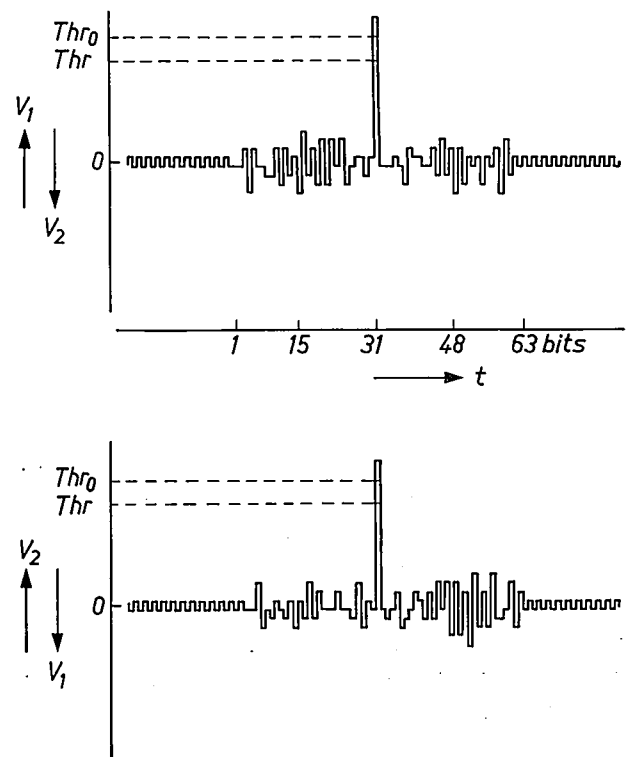 Thr₀
Thr
V₁
0
V₂
1 15 31 48 63 bits
t
Thr₀
Thr
V₂
0
V₁